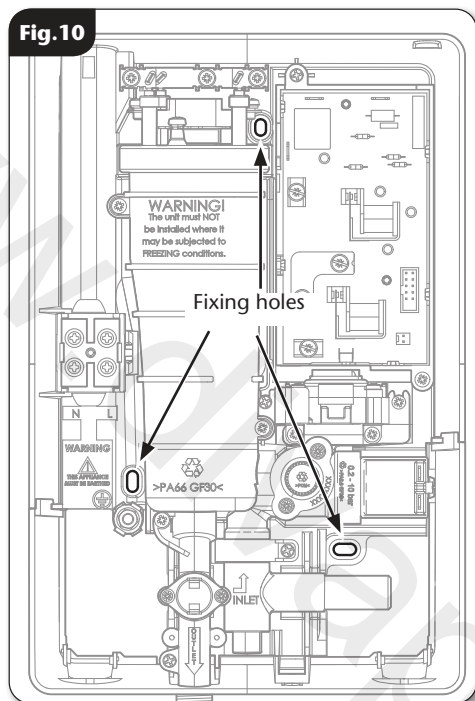 Fig.10
WARNING!
The unit must NOT
be installed where it
may be subjected to
FREEZING conditions.
Fixing holes
N L
WARNING
THIS APPLIANCE
MUST BE EARTHED
>PA66 GF30<
0.2 - 10 bar
INLET
OUTLET